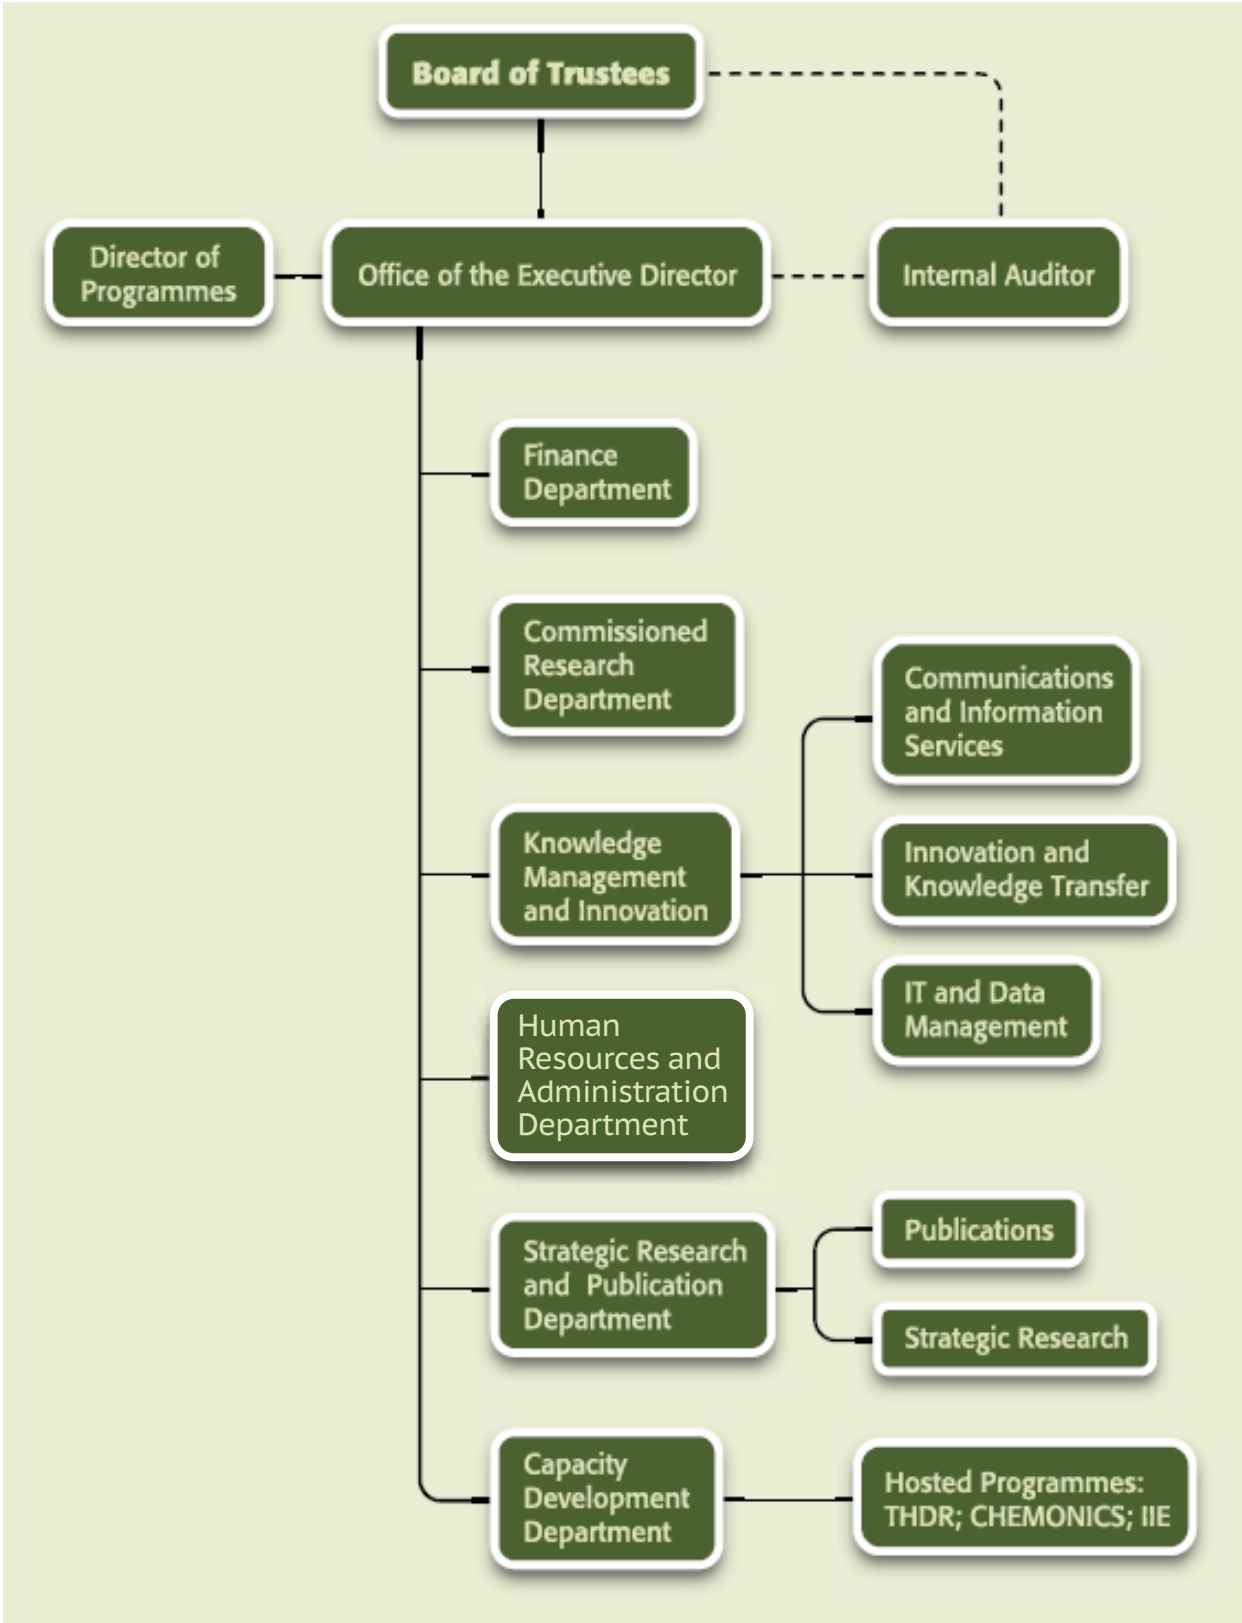 Board of Trustees
Director of
Programmes
Office of the Executive Director
Internal Auditor
Finance
Department
Commissioned
Research
Department
Communications
and Information
Services
Knowledge
Management
and Innovation
Innovation and
Knowledge Transfer
IT and Data
Management
Human
Resources and
Administration
Department
Strategic Research
and Publication
Department
Publications
Strategic Research
Capacity
Development
Department
Hosted Programmes:
THDR; CHEMONICS; IIE